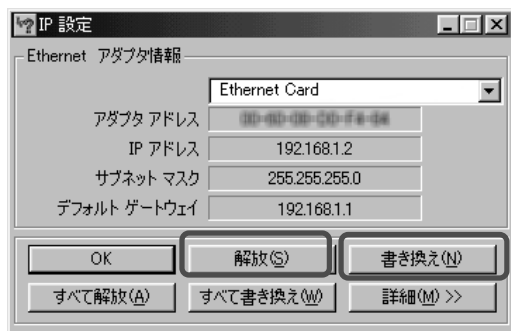 IP 設定
Ethernet アダプタ情報
Ethernet Card
アダプタ アドレス
IP アドレス 192.168.1.2
サブネット マスク 255.255.255.0
デフォルト ゲートウェイ 192.168.1.1
OK 解放(S) 書き換え(N)
すべて解放(A) すべて書き換え(W) 詳細(M) >>